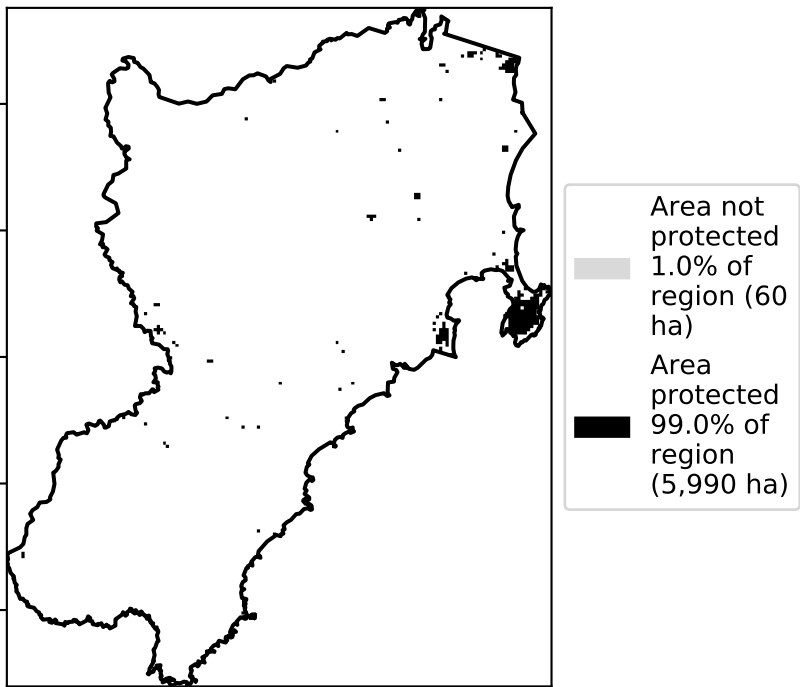 Area not
protected
1.0% of
region (60
ha)
Area
protected
99.0% of
region
(5,990 ha)